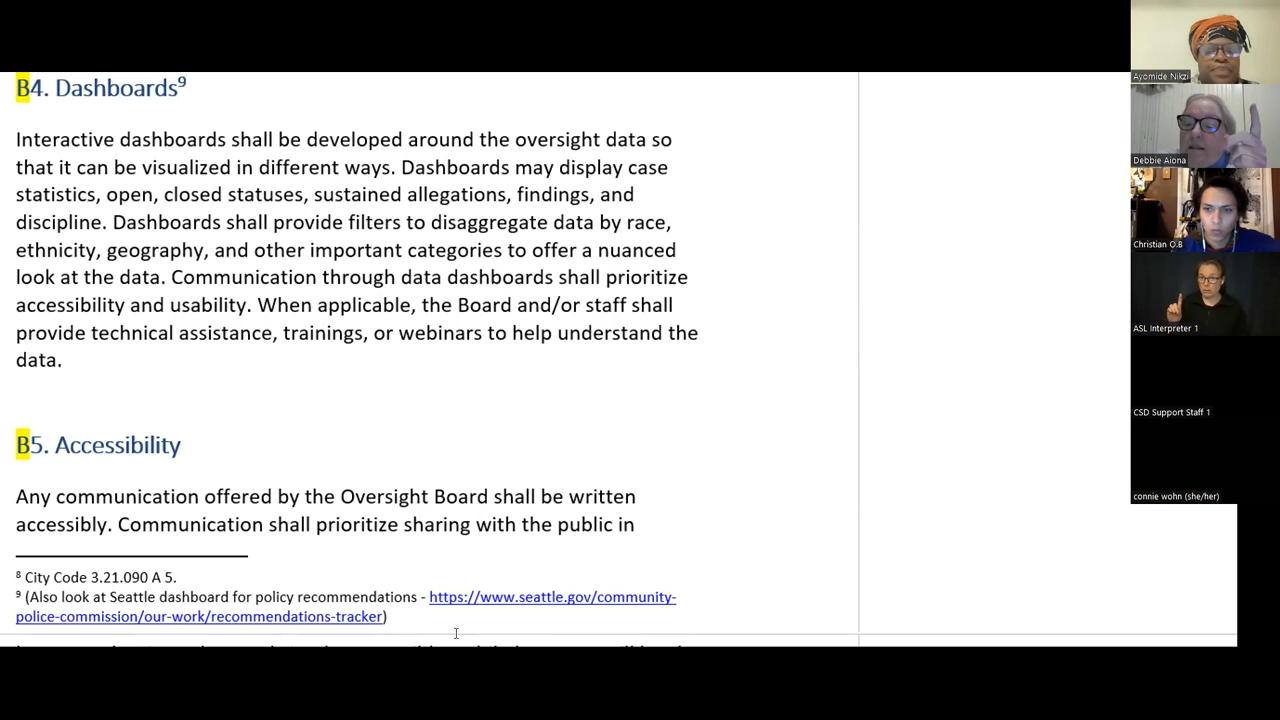 B4. Dashboards⁹
Interactive dashboards shall be developed around the oversight data so
that it can be visualized in different ways. Dashboards may display case
statistics, open, closed statuses, sustained allegations, findings, and
discipline. Dashboards shall provide filters to disaggregate data by race,
ethnicity, geography, and other important categories to offer a nuanced
look at the data. Communication through data dashboards shall prioritize
accessibility and usability. When applicable, the Board and/or staff shall
provide technical assistance, trainings, or webinars to help understand the
data.
B5. Accessibility
Any communication offered by the Oversight Board shall be written
accessibly. Communication shall prioritize sharing with the public in
⁸ City Code 3.21.090 A 5.
⁹ (Also look at Seattle dashboard for policy recommendations - https://www.seattle.gov/community-
police-commission/our-work/recommendations-tracker)
Ayomide Nikzi
Debbie Aiona
Christian O.B
ASL Interpreter 1
CSD Support Staff 1
connie wohn (she/her)